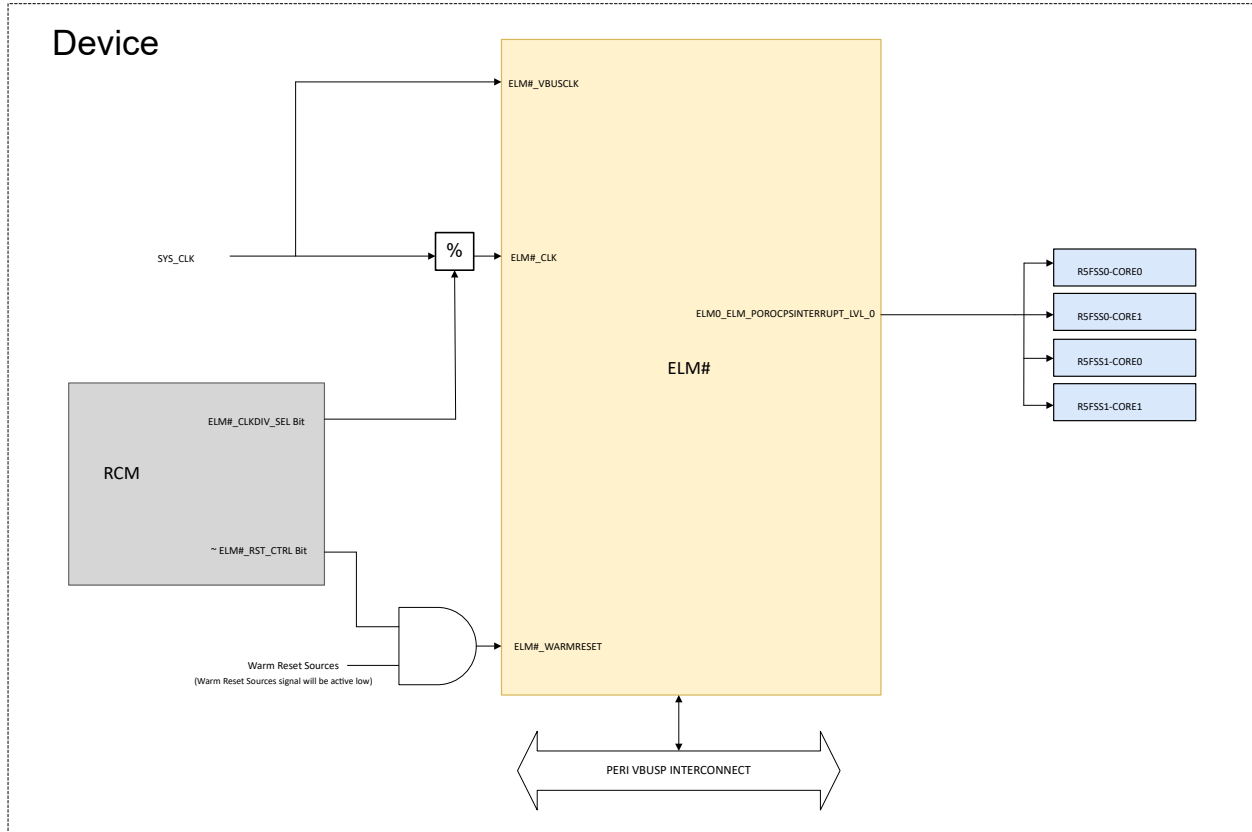 Device
ELM#_VBUSCLK
SYS_CLK
%
ELM#_CLK
ELM0_ELM_POROCPSINTERRUPT_LVL_0
R5FSS0-CORE0
R5FSS0-CORE1
R5FSS1-CORE0
R5FSS1-CORE1
ELM#
ELM#_CLKDIV_SEL Bit
RCM
~ ELM#_RST_CTRL Bit
ELM#_WARMRESET
Warm Reset Sources
(Warm Reset Sources signal will be active low)
PERI VBUSP INTERCONNECT